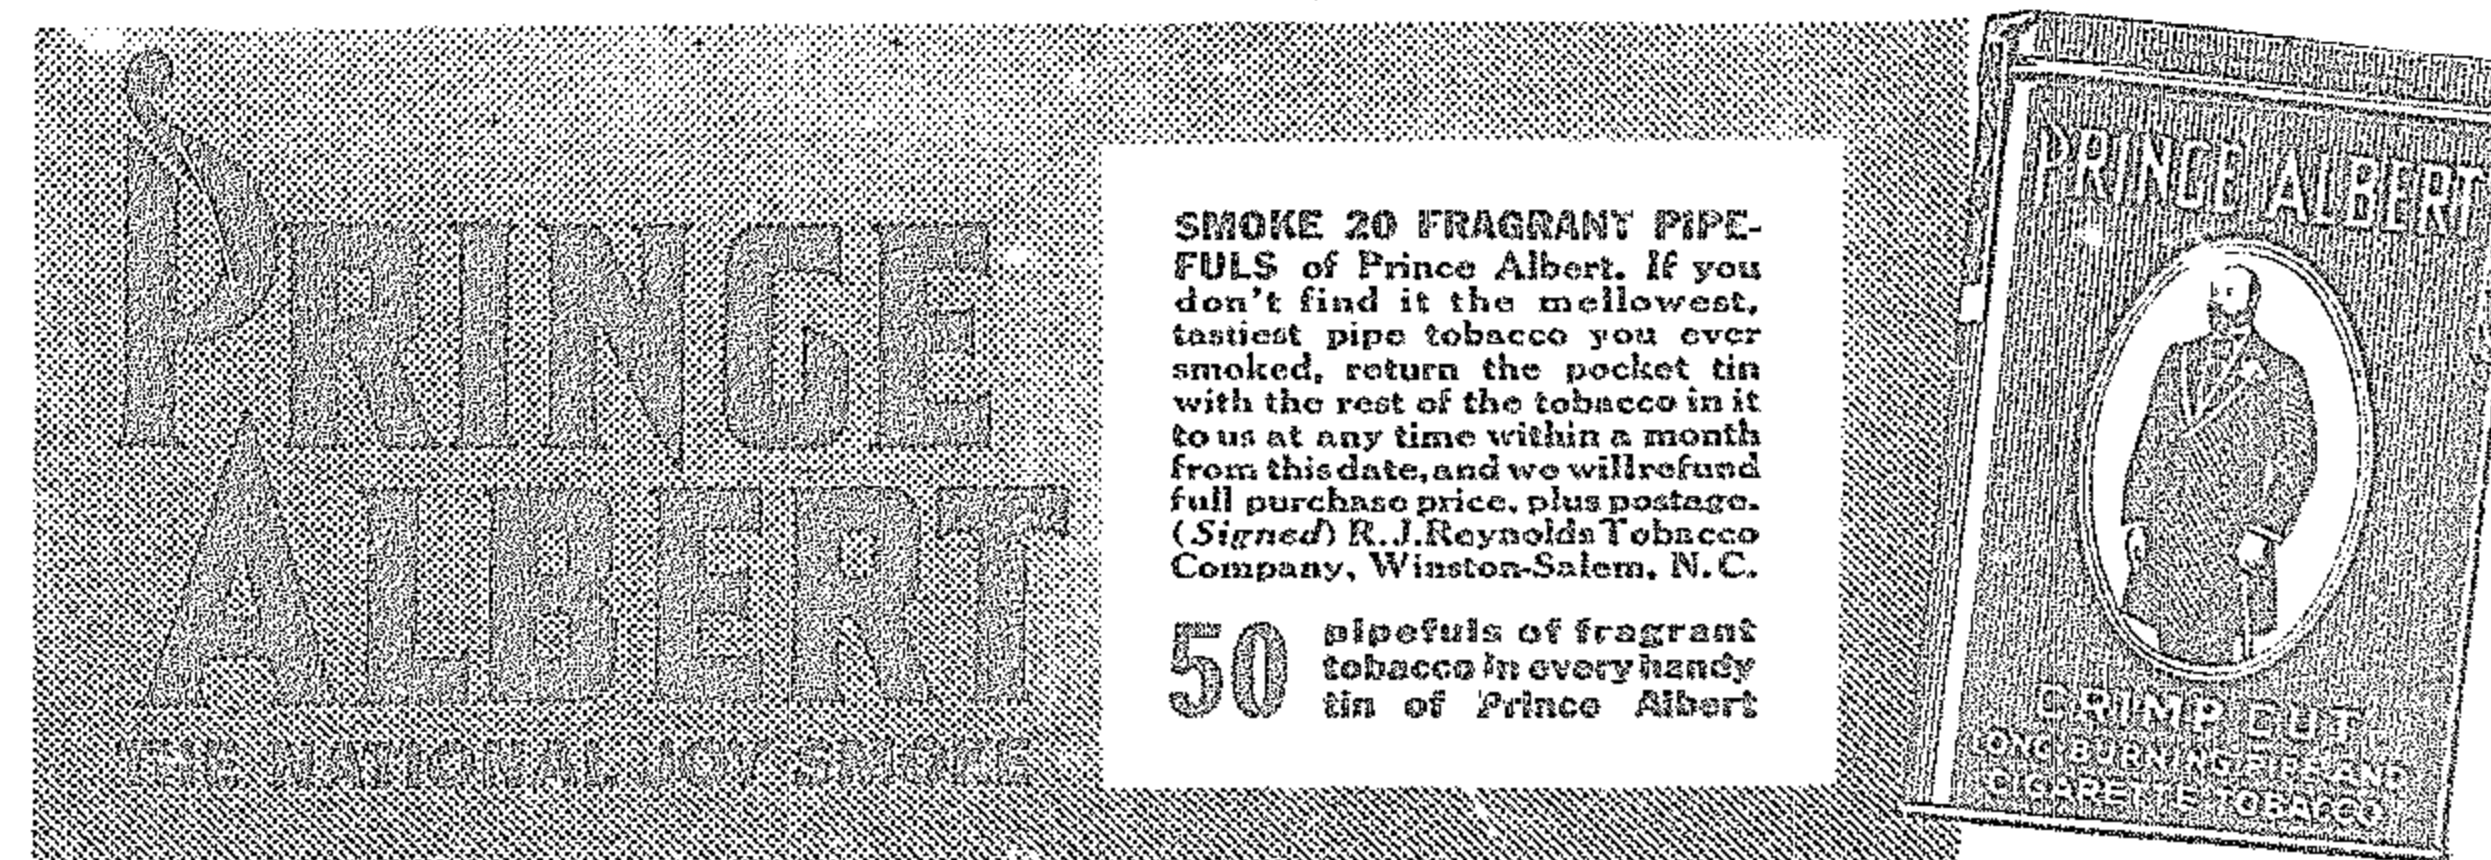 PRINCE
ALBERT
THE NATIONAL JOY SMOKE
SMOKE 20 FRAGRANT PIPE-
FULS of Prince Albert. If you
don't find it the mellowest,
tastiest pipe tobacco you ever
smoked, return the pocket tin
with the rest of the tobacco in it
to us at any time within a month
from this date, and we will refund
full purchase price, plus postage.
(Signed) R.J. Reynolds Tobacco
Company, Winston-Salem, N.C.
50 pipefuls of fragrant
tobacco in every handy
tin of Prince Albert
PRINCE ALBERT
CRIMP CUT
LONG BURNING PIPE AND
CIGARETTE TOBACCO